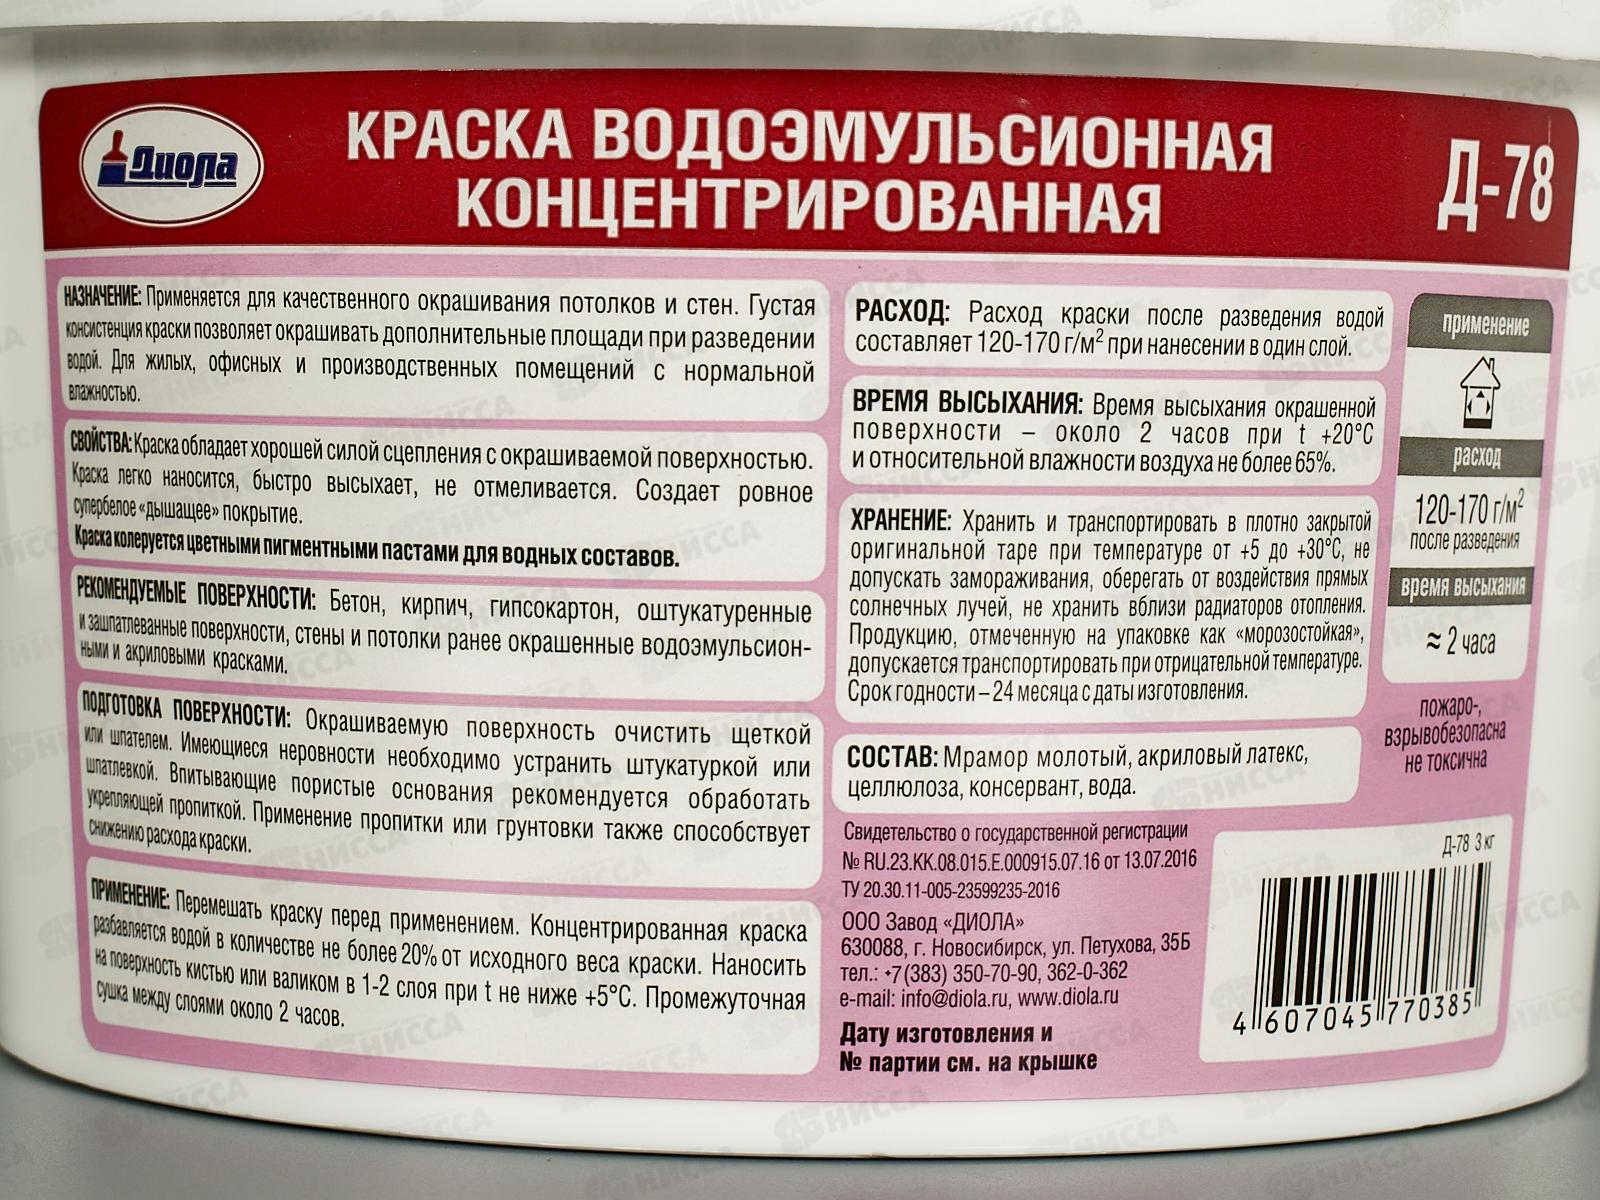 Диола
КРАСКА ВОДОЭМУЛЬСИОННАЯ
КОНЦЕНТРИРОВАННАЯ
Д-78
НАЗНАЧЕНИЕ: Применяется для качественного окрашивания потолков и стен. Густая
консистенция краски позволяет окрашивать дополнительные площади при разведении
водой. Для жилых, офисных и производственных помещений с нормальной
влажностью.
СВОЙСТВА: Краска обладает хорошей силой сцепления с окрашиваемой поверхностью.
Краска легко наносится, быстро высыхает, не отмеливается. Создает ровное
супербелое «дышащее» покрытие.
Краска колеруется цветными пигментными пастами для водных составов.
РЕКОМЕНДУЕМЫЕ ПОВЕРХНОСТИ: Бетон, кирпич, гипсокартон, оштукатуренные
и зашпатлеванные поверхности, стены и потолки ранее окрашенные водоэмульсион-
ными и акриловыми красками.
ПОДГОТОВКА ПОВЕРХНОСТИ: Окрашиваемую поверхность очистить щеткой
или шпателем. Имеющиеся неровности необходимо устранить штукатуркой или
шпатлевкой. Впитывающие пористые основания рекомендуется обработать
укрепляющей пропиткой. Применение пропитки или грунтовки также способствует
снижению расхода краски.
ПРИМЕНЕНИЕ: Перемешать краску перед применением. Концентрированная краска
разбавляется водой в количестве не более 20% от исходного веса краски. Наносить
на поверхность кистью или валиком в 1-2 слоя при t не ниже +5°С. Промежуточная
сушка между слоями около 2 часов.
РАСХОД: Расход краски после разведения водой
составляет 120-170 г/м² при нанесении в один слой.
ВРЕМЯ ВЫСЫХАНИЯ: Время высыхания окрашенной
поверхности – около 2 часов при t +20°С
и относительной влажности воздуха не более 65%.
ХРАНЕНИЕ: Хранить и транспортировать в плотно закрытой
оригинальной таре при температуре от +5 до +30°С, не
допускать замораживания, оберегать от воздействия прямых
солнечных лучей, не хранить вблизи радиаторов отопления.
Продукцию, отмеченную на упаковке как «морозостойкая»,
допускается транспортировать при отрицательной температуре.
Срок годности – 24 месяца с даты изготовления.
СОСТАВ: Мрамор молотый, акриловый латекс,
целлюлоза, консервант, вода.
Свидетельство о государственной регистрации
№ RU.23.КК.08.015.Е.000915.07.16 от 13.07.2016
ТУ 20.30.11-005-23599235-2016
ООО Завод «ДИОЛА»
630088, г. Новосибирск, ул. Петухова, 35Б
тел.: +7 (383) 350-70-90, 362-0-362
e-mail: info@diola.ru, www.diola.ru
Дату изготовления и
№ партии см. на крышке
применение
расход
120-170 г/м²
после разведения
время высыхания
≈ 2 часа
пожаро-,
взрывобезопасна
не токсична
Д-78 3 кг
4 607045 770385
НИССА